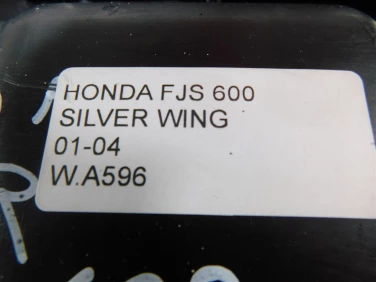 HONDA FJS 600
SILVER WING
01-04
W.A596